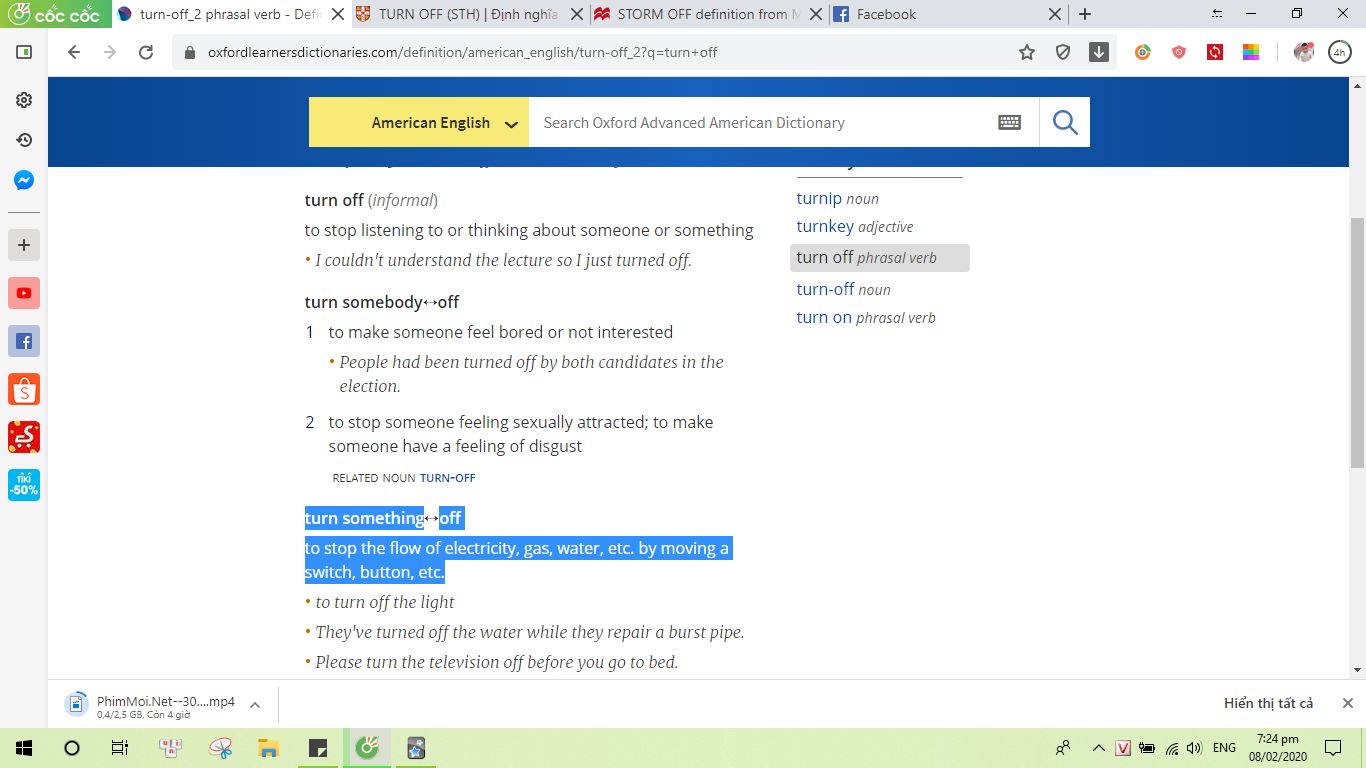 cốc cốc
turn-off_2 phrasal verb - Defin
TURN OFF (STH) | Định nghĩa
STORM OFF definition from M
Facebook
oxfordlearnersdictionaries.com/definition/american_english/turn-off_2?q=turn+off
4h
American English
Search Oxford Advanced American Dictionary
turn off (informal)
to stop listening to or thinking about someone or something
• I couldn't understand the lecture so I just turned off.
turn somebody↔off
1 to make someone feel bored or not interested
• People had been turned off by both candidates in the
election.
2 to stop someone feeling sexually attracted; to make
someone have a feeling of disgust
RELATED NOUN TURN-OFF
turn something↔off
to stop the flow of electricity, gas, water, etc. by moving a
switch, button, etc.
• to turn off the light
• They've turned off the water while they repair a burst pipe.
• Please turn the television off before you go to bed.
turnip noun
turnkey adjective
turn off phrasal verb
turn-off noun
turn on phrasal verb
TIKI
-50%
PhimMoi.Net--30....mp4
0,4/2,5 GB, Còn 4 giờ
Hiển thị tất cả
ENG
7:24 pm
08/02/2020